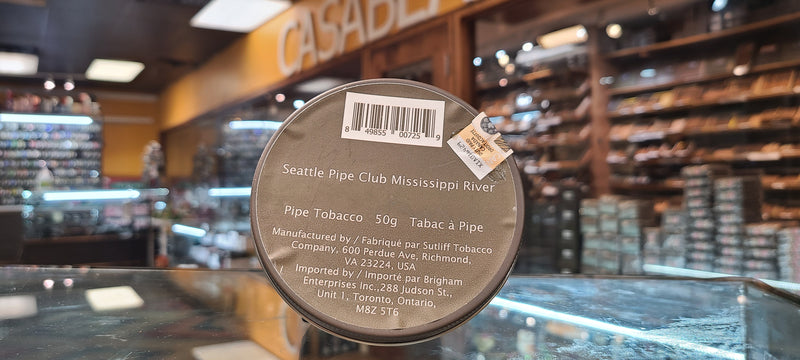 CASABLA
8 49855 00725 9
Seattle Pipe Club Mississippi River
Pipe Tobacco 50g Tabac à Pipe
Manufactured by / Fabriqué par Sutliff Tobacco
Company. 600 Perdue Ave, Richmond,
VA 23224, USA
Imported by / Importé par Brigham
Enterprises Inc.,288 Judson St.,
Unit 1, Toronto, Ontario,
M8Z 5T6